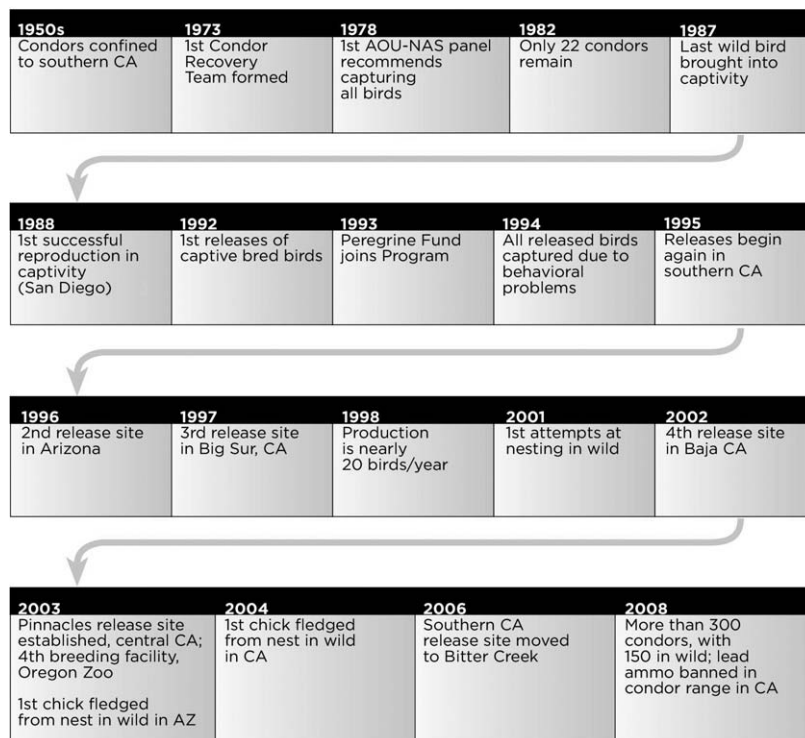 1950s
Condors confined
to southern CA
1973
1st Condor
Recovery
Team formed
1978
1st AOU-NAS panel
recommends
capturing
all birds
1982
Only 22 condors
remain
1987
Last wild bird
brought into
captivity
1988
1st successful
reproduction in
captivity
(San Diego)
1992
1st releases of
captive bred birds
1993
Peregrine Fund
joins Program
1994
All released birds
captured due to
behavioral
problems
1995
Releases begin
again in
southern CA
1996
2nd release site
in Arizona
1997
3rd release site
in Big Sur, CA
1998
Production
is nearly
20 birds/year
2001
1st attempts at
nesting in wild
2002
4th release site
in Baja CA
2003
Pinnacles release site
established, central CA;
4th breeding facility,
Oregon Zoo
1st chick fledged
from nest in wild in AZ
2004
1st chick fledged
from nest in wild
in CA
2006
Southern CA
release site moved
to Bitter Creek
2008
More than 300
condors, with
150 in wild; lead
ammo banned in
condor range in CA